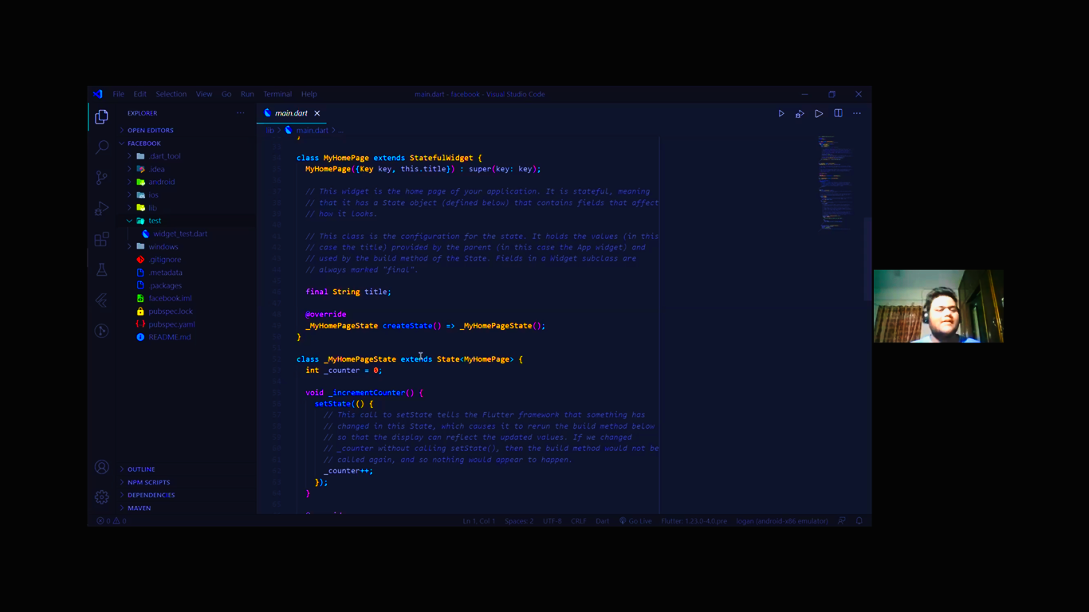 File Edit Selection View Go Run Terminal Help
main.dart - facebook - Visual Studio Code
EXPLORER
main.dart
OPEN EDITORS
lib > main.dart > ...
FACEBOOK
.dart_tool
.idea
android
ios
lib
test
widget_test.dart
windows
.gitignore
.metadata
.packages
facebook.iml
pubspec.lock
pubspec.yaml
README.md
OUTLINE
NPM SCRIPTS
DEPENDENCIES
MAVEN
}
class MyHomePage extends StatefulWidget {
MyHomePage({Key key, this.title}) : super(key: key);
// This widget is the home page of your application. It is stateful, meaning
// that it has a State object (defined below) that contains fields that affect
// how it looks.
// This class is the configuration for the state. It holds the values (in this
// case the title) provided by the parent (in this case the App widget) and
// used by the build method of the State. Fields in a Widget subclass are
// always marked "final".
final String title;
@override
_MyHomePageState createState() => _MyHomePageState();
}
class _MyHomePageState extends State<MyHomePage> {
int _counter = 0;
void _incrementCounter() {
setState(() {
// This call to setState tells the Flutter framework that something has
// changed in this State, which causes it to rerun the build method below
// so that the display can reflect the updated values. If we changed
// _counter without calling setState(), then the build method would not be
// called again, and so nothing would appear to happen.
_counter++;
});
}
0 0
Ln 1, Col 1 Spaces: 2 UTF-8 CRLF Dart Go Live Flutter: 1.23.0-4.0.pre logan (android-x86 emulator)